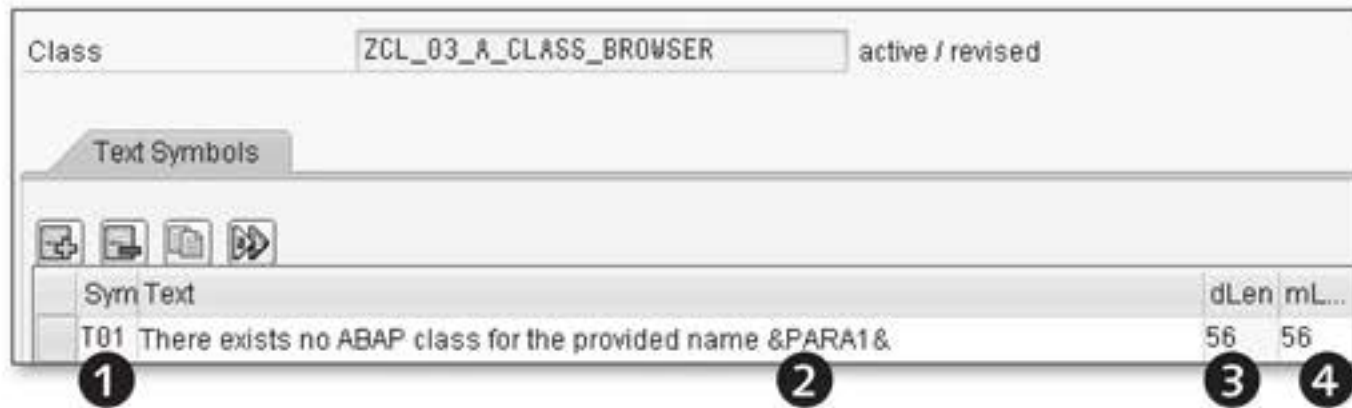 Class ZCL_03_A_CLASS_BROWSER active / revised
Text Symbols
Sym Text dLen mL...
T01 There exists no ABAP class for the provided name &PARA1& 56 56
1 2 3 4